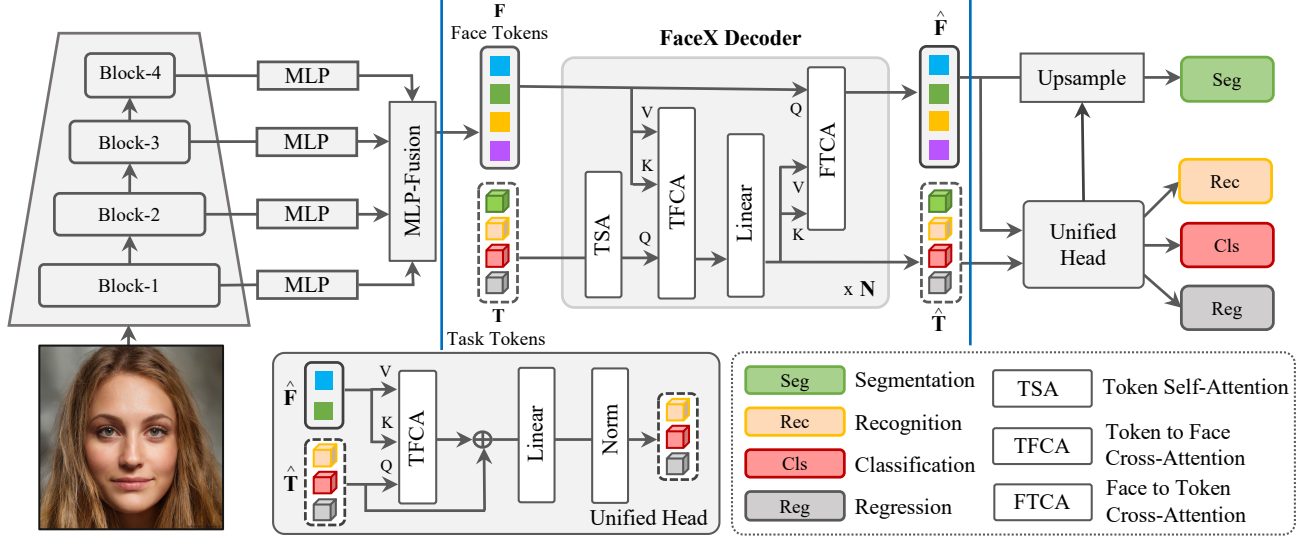 Block-4
Block-3
Block-2
Block-1
MLP
MLP
MLP
MLP
MLP-Fusion
F
Face Tokens
T
Task Tokens
FaceX Decoder
TSA
V
K
Q
TFCA
Linear
Q
V
K
FTCA
x N
F̂
T̂
Upsample
Unified
Head
Seg
Rec
Cls
Reg
F̂
T̂
V
K
Q
TFCA
Linear
Norm
Unified Head
Seg Segmentation
Rec Recognition
Cls Classification
Reg Regression
TSA Token Self-Attention
TFCA
Token to Face
Cross-Attention
FTCA
Face to Token
Cross-Attention